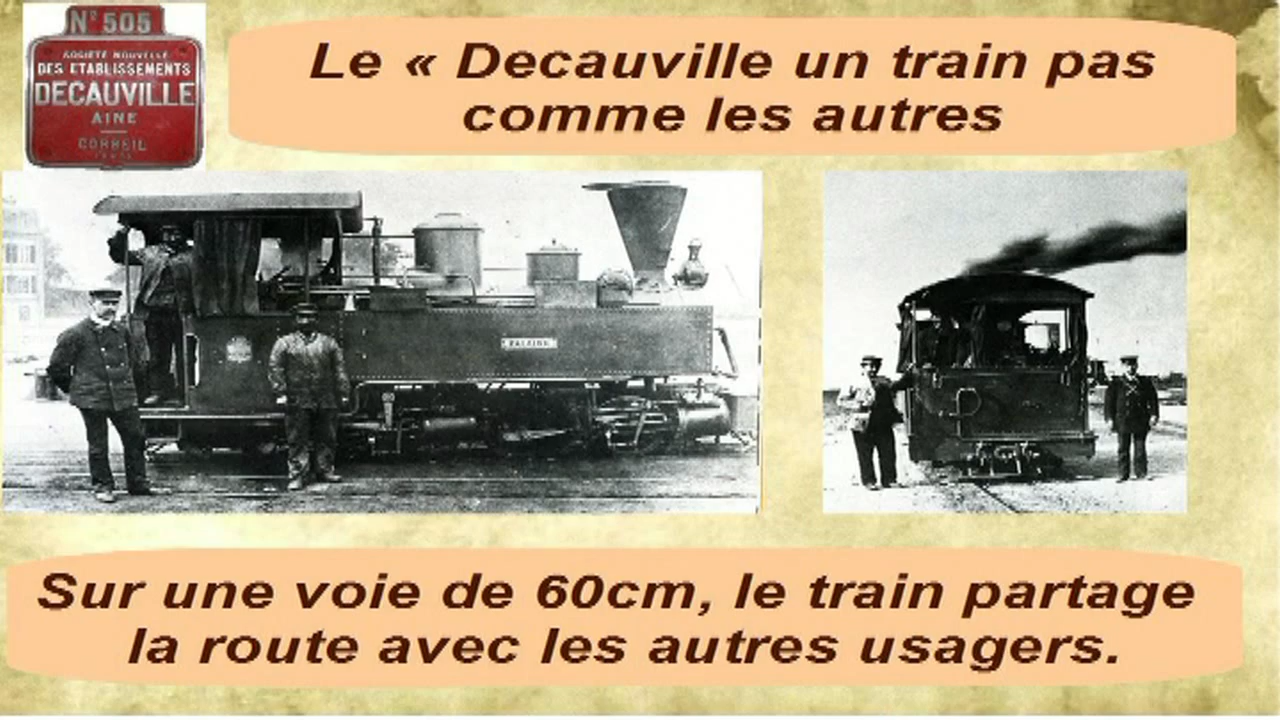 N° 505
SOCIÉTÉ NOUVELLE
DES ETABLISSEMENTS
DECAUVILLE
AINE
CORBEIL
Le « Decauville un train pas
comme les autres
Sur une voie de 60cm, le train partage
la route avec les autres usagers.